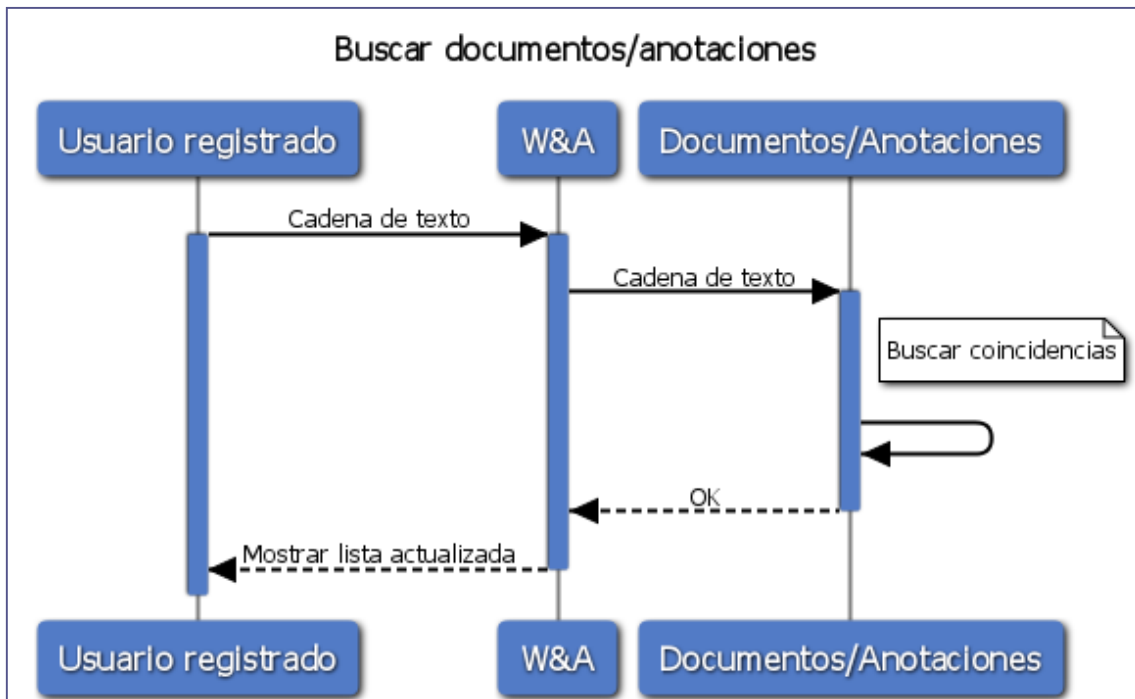 Buscar documentos/anotaciones
Usuario registrado
W&A
Documentos/Anotaciones
Cadena de texto
Cadena de texto
Buscar coincidencias
OK
Mostrar lista actualizada
Usuario registrado
W&A
Documentos/Anotaciones